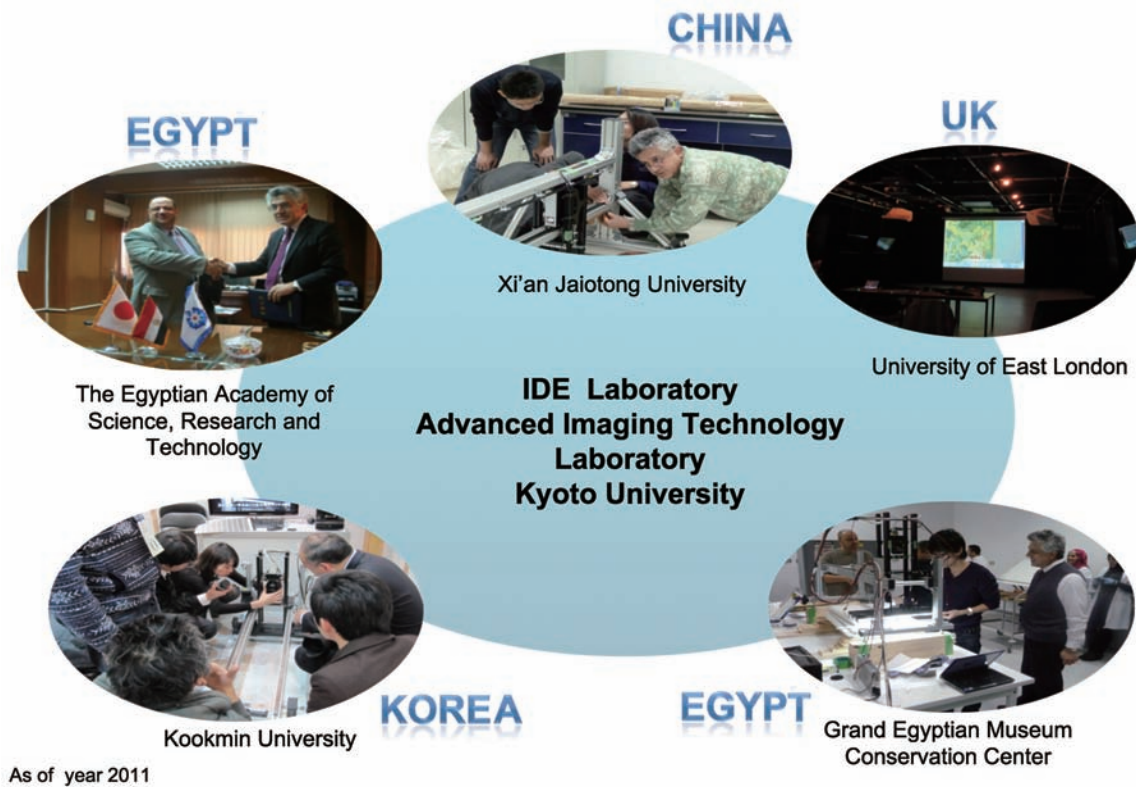 CHINA
EGYPT
UK
Xi'an Jaiotong University
University of East London
The Egyptian Academy of
Science, Research and
Technology
IDE Laboratory
Advanced Imaging Technology
Laboratory
Kyoto University
KOREA
EGYPT
Kookmin University
Grand Egyptian Museum
Conservation Center
As of year 2011